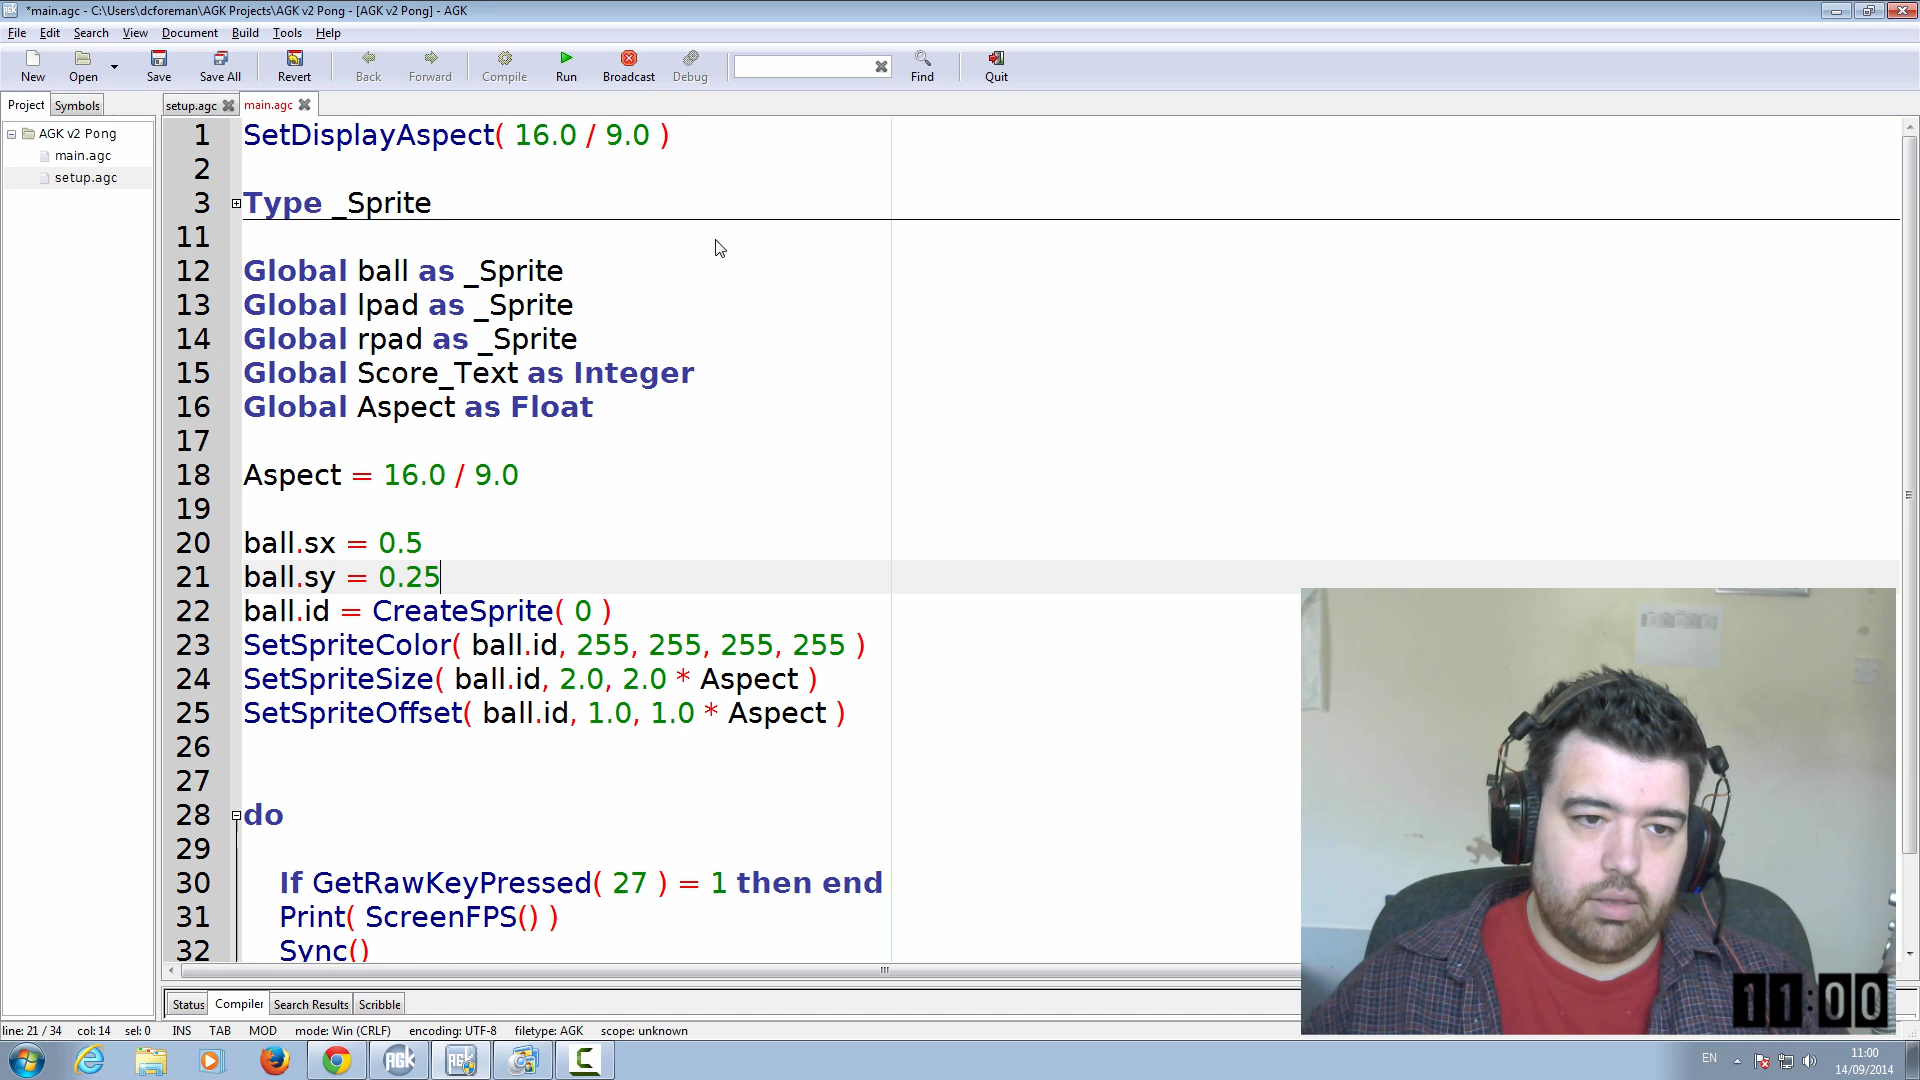 *main.agc - C:\Users\dcforeman\AGK Projects\AGK v2 Pong - [AGK v2 Pong] - AGK
File Edit Search View Document Build Tools Help
New Open Save Save All Revert Back Forward Compile Run Broadcast Debug Find Quit
Project Symbols setup.agc main.agc
AGK v2 Pong
main.agc
setup.agc
1 SetDisplayAspect( 16.0 / 9.0 )
2
3 Type _Sprite
11
12 Global ball as _Sprite
13 Global lpad as _Sprite
14 Global rpad as _Sprite
15 Global Score_Text as Integer
16 Global Aspect as Float
17
18 Aspect = 16.0 / 9.0
19
20 ball.sx = 0.5
21 ball.sy = 0.25
22 ball.id = CreateSprite( 0 )
23 SetSpriteColor( ball.id, 255, 255, 255, 255 )
24 SetSpriteSize( ball.id, 2.0, 2.0 * Aspect )
25 SetSpriteOffset( ball.id, 1.0, 1.0 * Aspect )
26
27
28 do
29
30 If GetRawKeyPressed( 27 ) = 1 then end
31 Print( ScreenFPS() )
32 Sync()
11:00
Status Compiler Search Results Scribble
line: 21 / 34 col: 14 sel: 0 INS TAB MOD mode: Win (CRLF) encoding: UTF-8 filetype: AGK scope: unknown
AGK AGK
EN 11:00
14/09/2014